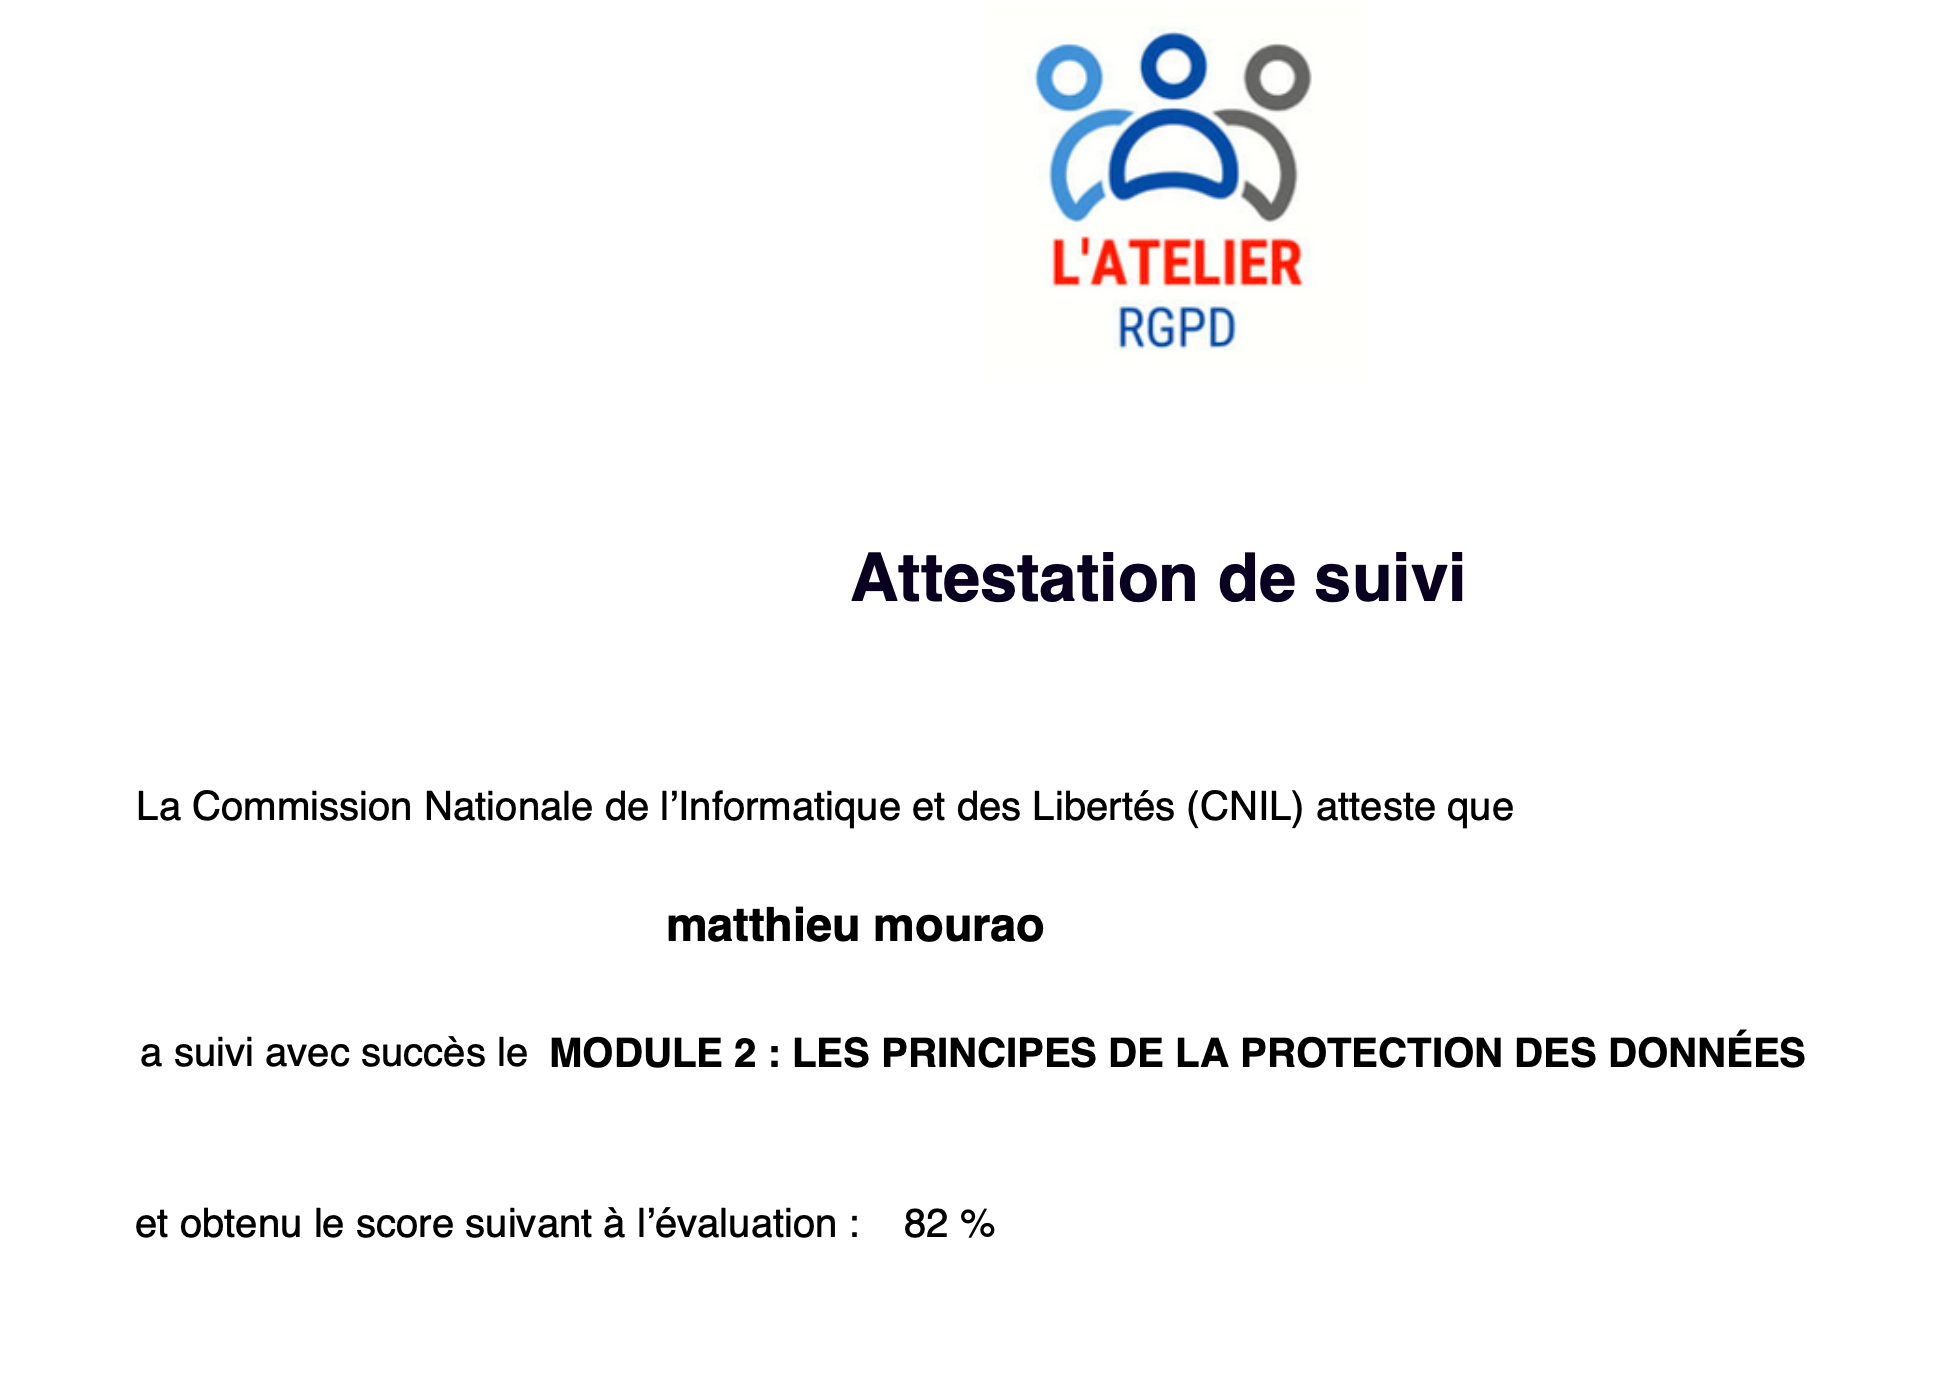 L'ATELIER
RGPD
Attestation de suivi
La Commission Nationale de l’Informatique et des Libertés (CNIL) atteste que
matthieu mourao
a suivi avec succès le MODULE 2 : LES PRINCIPES DE LA PROTECTION DES DONNÉES
et obtenu le score suivant à l’évaluation : 82 %